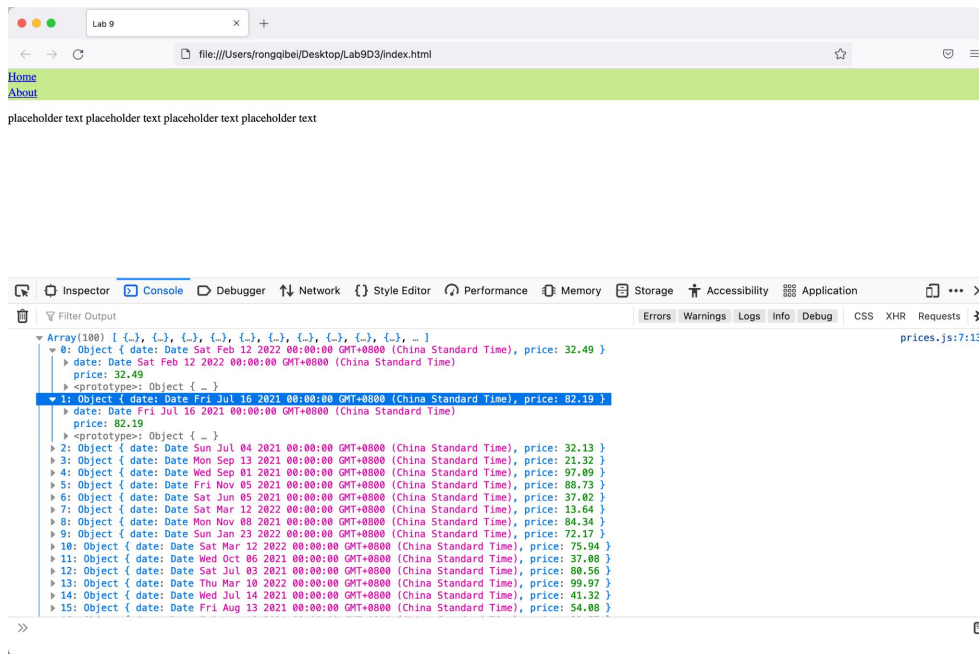 Lab 9
file:///Users/rongqibei/Desktop/Lab9D3/index.html
Home
About
placeholder text placeholder text placeholder text placeholder text
Inspector Console Debugger Network Style Editor Performance Memory Storage Accessibility Application
Filter Output Errors Warnings Logs Info Debug CSS XHR Requests
Array(100) [ {…}, {…}, {…}, {…}, {…}, {…}, {…}, {…}, {…}, {…}, … ] prices.js:7:13
0: Object { date: Date Sat Feb 12 2022 00:00:00 GMT+0800 (China Standard Time), price: 32.49 }
date: Date Sat Feb 12 2022 00:00:00 GMT+0800 (China Standard Time)
price: 32.49
<prototype>: Object { … }
1: Object { date: Date Fri Jul 16 2021 00:00:00 GMT+0800 (China Standard Time), price: 82.19 }
date: Date Fri Jul 16 2021 00:00:00 GMT+0800 (China Standard Time)
price: 82.19
<prototype>: Object { … }
2: Object { date: Date Sun Jul 04 2021 00:00:00 GMT+0800 (China Standard Time), price: 32.13 }
3: Object { date: Date Mon Sep 13 2021 00:00:00 GMT+0800 (China Standard Time), price: 21.32 }
4: Object { date: Date Wed Sep 01 2021 00:00:00 GMT+0800 (China Standard Time), price: 97.09 }
5: Object { date: Date Fri Nov 05 2021 00:00:00 GMT+0800 (China Standard Time), price: 88.73 }
6: Object { date: Date Sat Jun 05 2021 00:00:00 GMT+0800 (China Standard Time), price: 37.02 }
7: Object { date: Date Sat Mar 12 2022 00:00:00 GMT+0800 (China Standard Time), price: 13.64 }
8: Object { date: Date Mon Nov 08 2021 00:00:00 GMT+0800 (China Standard Time), price: 84.34 }
9: Object { date: Date Sun Jan 23 2022 00:00:00 GMT+0800 (China Standard Time), price: 72.17 }
10: Object { date: Date Sat Mar 12 2022 00:00:00 GMT+0800 (China Standard Time), price: 75.94 }
11: Object { date: Date Wed Oct 06 2021 00:00:00 GMT+0800 (China Standard Time), price: 37.08 }
12: Object { date: Date Sat Jul 03 2021 00:00:00 GMT+0800 (China Standard Time), price: 80.56 }
13: Object { date: Date Thu Mar 10 2022 00:00:00 GMT+0800 (China Standard Time), price: 99.97 }
14: Object { date: Date Wed Jul 14 2021 00:00:00 GMT+0800 (China Standard Time), price: 41.32 }
15: Object { date: Date Fri Aug 13 2021 00:00:00 GMT+0800 (China Standard Time), price: 54.08 }